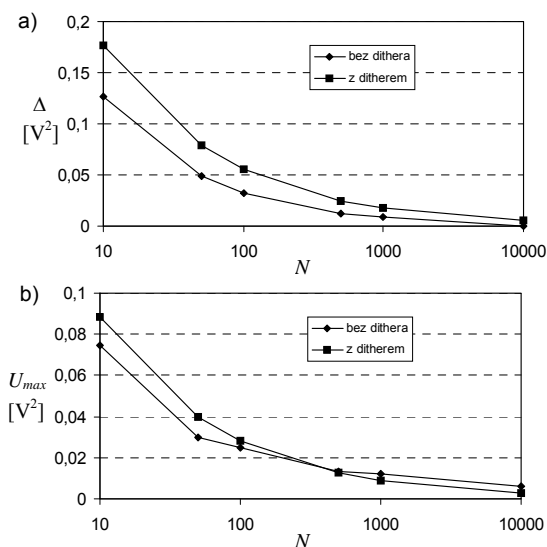 a)
0,2
0,15
Δ
0,1
[V²]
0,05
0
10
100
1000
10000
N
bez dithera
z ditherem
b)
0,1
0,08
0,06
U_max
[V²]
0,04
0,02
0
10
100
1000
10000
N
bez dithera
z ditherem